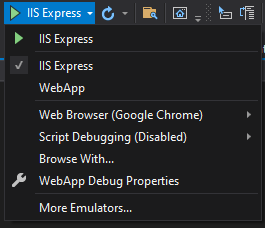 IIS Express
IIS Express
IIS Express
WebApp
Web Browser (Google Chrome)
Script Debugging (Disabled)
Browse With...
WebApp Debug Properties
More Emulators...